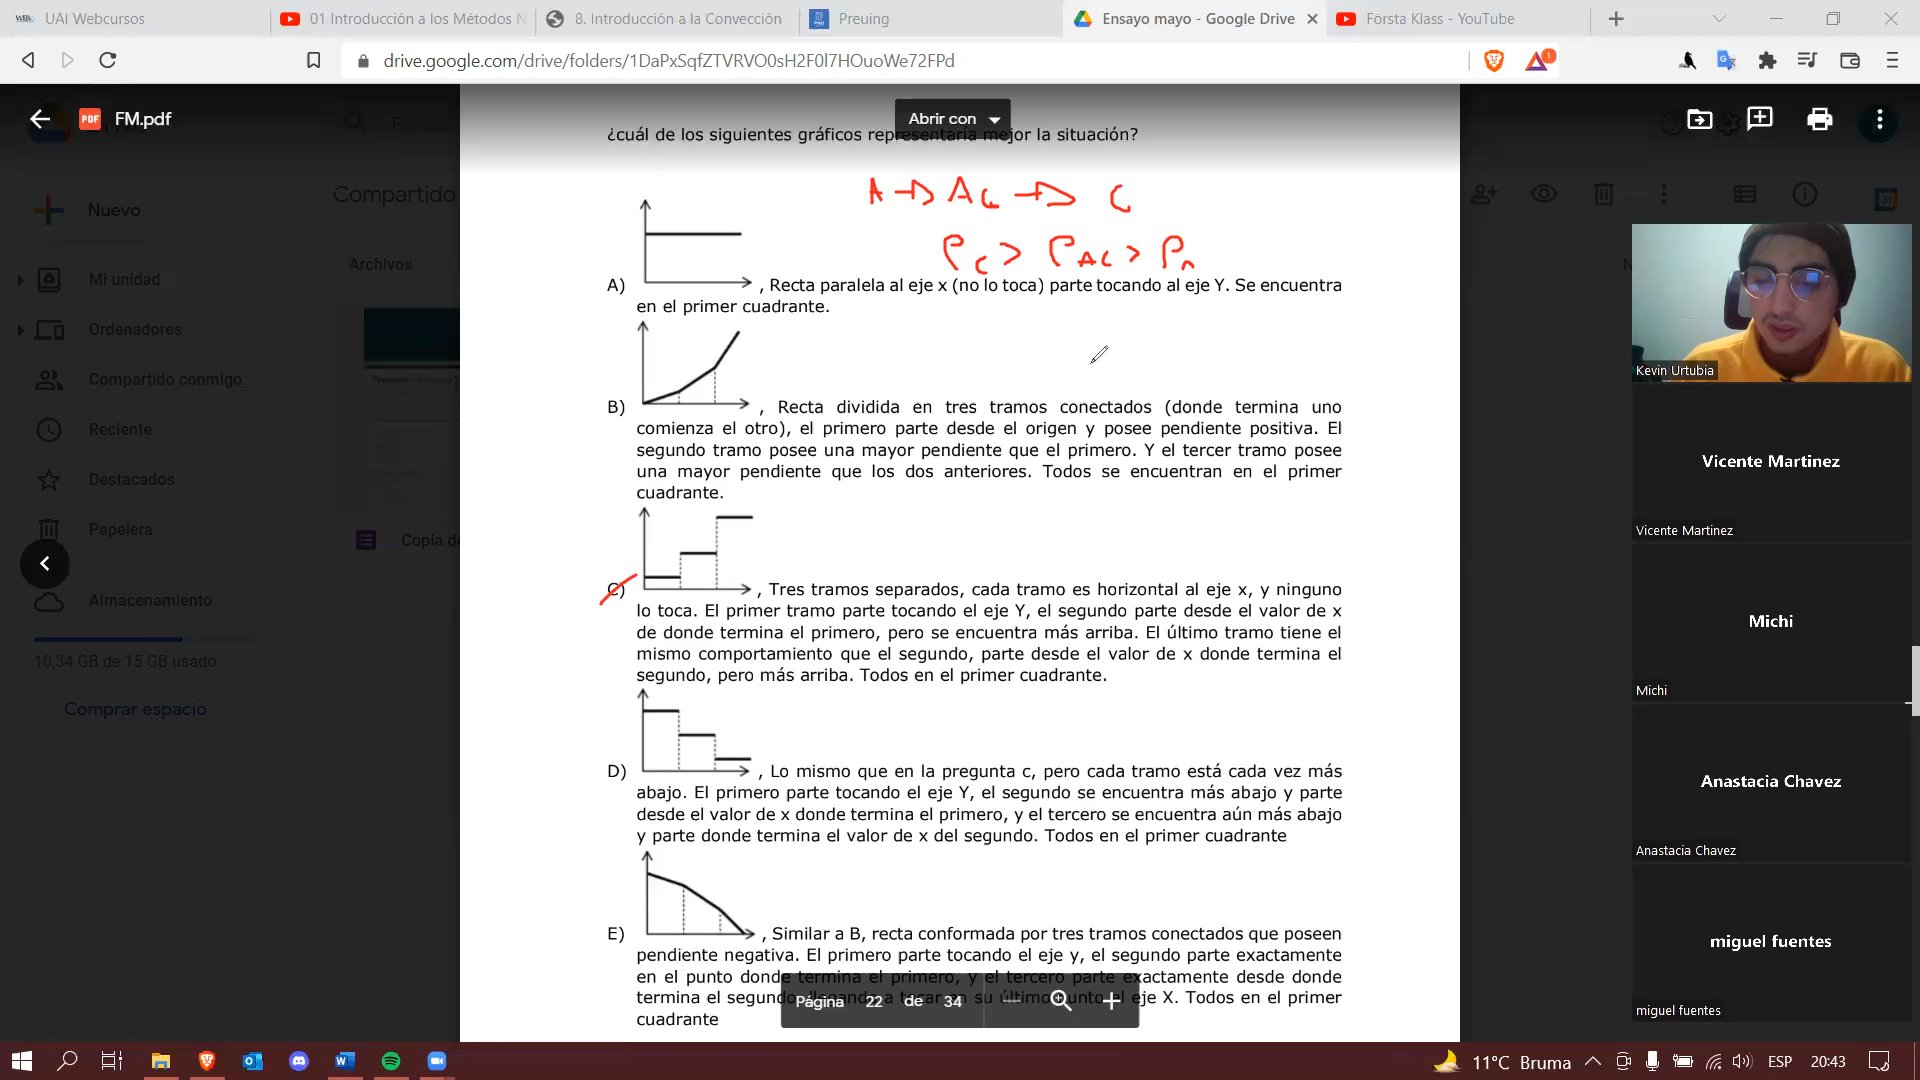 UAI Webcursos
01 Introducción a los Métodos N
8. Introducción a la Convección
Preuing
Ensayo mayo - Google Drive
Första Klass - YouTube
drive.google.com/drive/folders/1DaPxSqfZTVRVO0sH2F0l7HOuoWe72FPd
1
PDF FM.pdf
Abrir con
¿cuál de los siguientes gráficos representaría mejor la situación?
A → AC → C
ρC > ρAC > ρA
A) , Recta paralela al eje x (no lo toca) parte tocando al eje Y. Se encuentra
en el primer cuadrante.
B) , Recta dividida en tres tramos conectados (donde termina uno
comienza el otro), el primero parte desde el origen y posee pendiente positiva. El
segundo tramo posee una mayor pendiente que el primero. Y el tercer tramo posee
una mayor pendiente que los dos anteriores. Todos se encuentran en el primer
cuadrante.
C) , Tres tramos separados, cada tramo es horizontal al eje x, y ninguno
lo toca. El primer tramo parte tocando el eje Y, el segundo parte desde el valor de x
de donde termina el primero, pero se encuentra más arriba. El último tramo tiene el
mismo comportamiento que el segundo, parte desde el valor de x donde termina el
segundo, pero más arriba. Todos en el primer cuadrante.
D) , Lo mismo que en la pregunta c, pero cada tramo está cada vez más
abajo. El primero parte tocando el eje Y, el segundo se encuentra más abajo y parte
desde el valor de x donde termina el primero, y el tercero se encuentra aún más abajo
y parte donde termina el valor de x del segundo. Todos en el primer cuadrante
E) , Similar a B, recta conformada por tres tramos conectados que poseen
pendiente negativa. El primero parte tocando el eje y, el segundo parte exactamente
en el punto donde termina el primero, y el tercero parte exactamente desde donde
termina el segundo, llegando a tocar en su último punto el eje X. Todos en el primer
cuadrante
Página 22 de 34
Nuevo
Mi unidad
Ordenadores
Compartido conmigo
Reciente
Destacados
Papelera
Almacenamiento
10,34 GB de 15 GB usado
Comprar espacio
Compartido
Archivos
Copia de
Kevin Urtubia
Vicente Martinez
Vicente Martinez
Michi
Michi
Anastacia Chavez
Anastacia Chavez
miguel fuentes
miguel fuentes
11°C Bruma
ESP
20:43